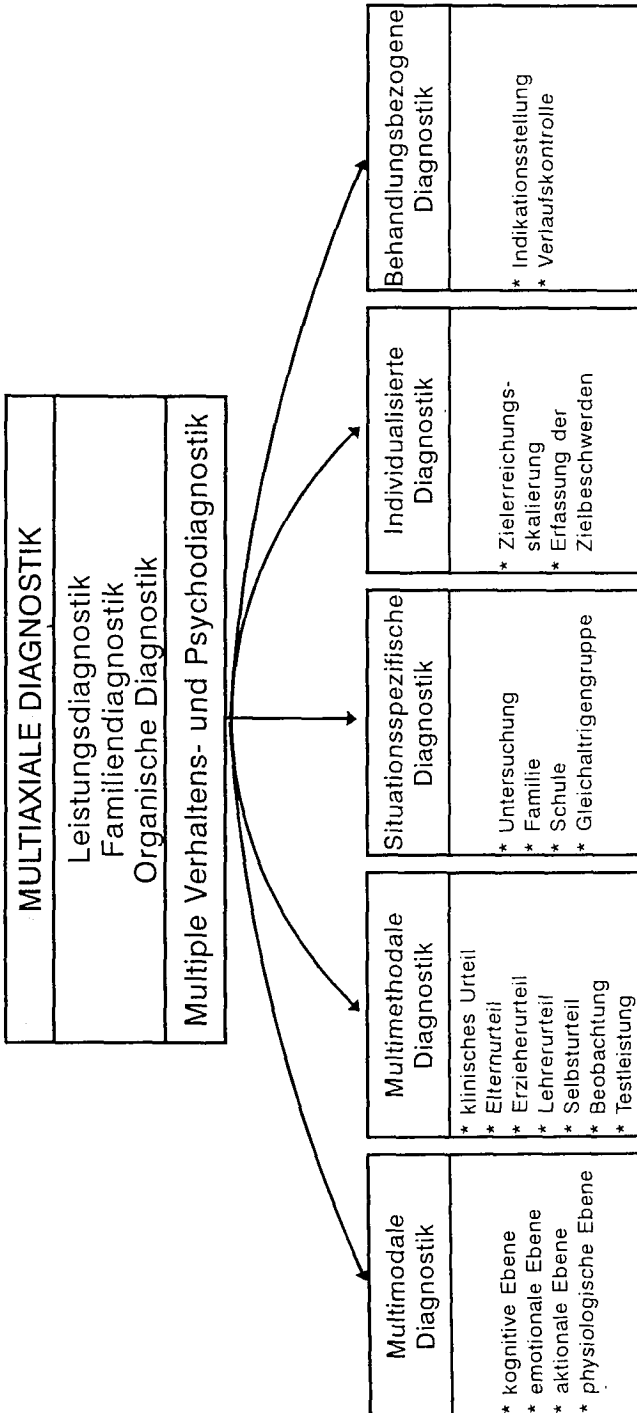 MULTIAXIALE DIAGNOSTIK
Leistungsdiagnostik
Familiendiagnostik
Organische Diagnostik
Multiple Verhaltens- und Psychodiagnostik
Multimodale
Diagnostik
* kognitive Ebene
* emotionale Ebene
* aktionale Ebene
* physiologische Ebene
Multimethodale
Diagnostik
* klinisches Urteil
* Elternurteil
* Erzieherurteil
* Lehrerurteil
* Selbsturteil
* Beobachtung
* Testleistung
Situationsspezifische
Diagnostik
* Untersuchung
* Familie
* Schule
* Gleichaltrigengruppe
Individualisierte
Diagnostik
* Zielerreichungs-
skalierung
* Erfassung der
Zielbeschwerden
Behandlungsbezogene
Diagnostik
* Indikationsstellung
* Verlaufskontrolle